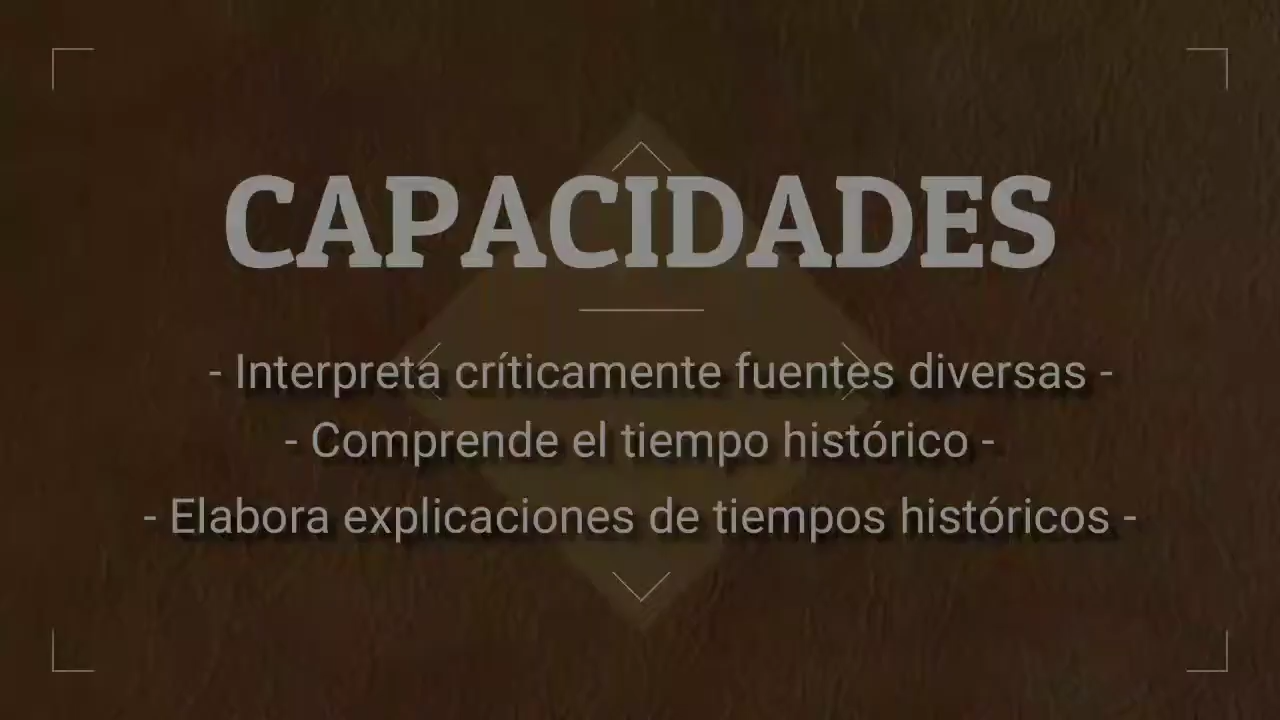 CAPACIDADES
- Interpreta críticamente fuentes diversas -
- Comprende el tiempo histórico -
- Elabora explicaciones de tiempos históricos -